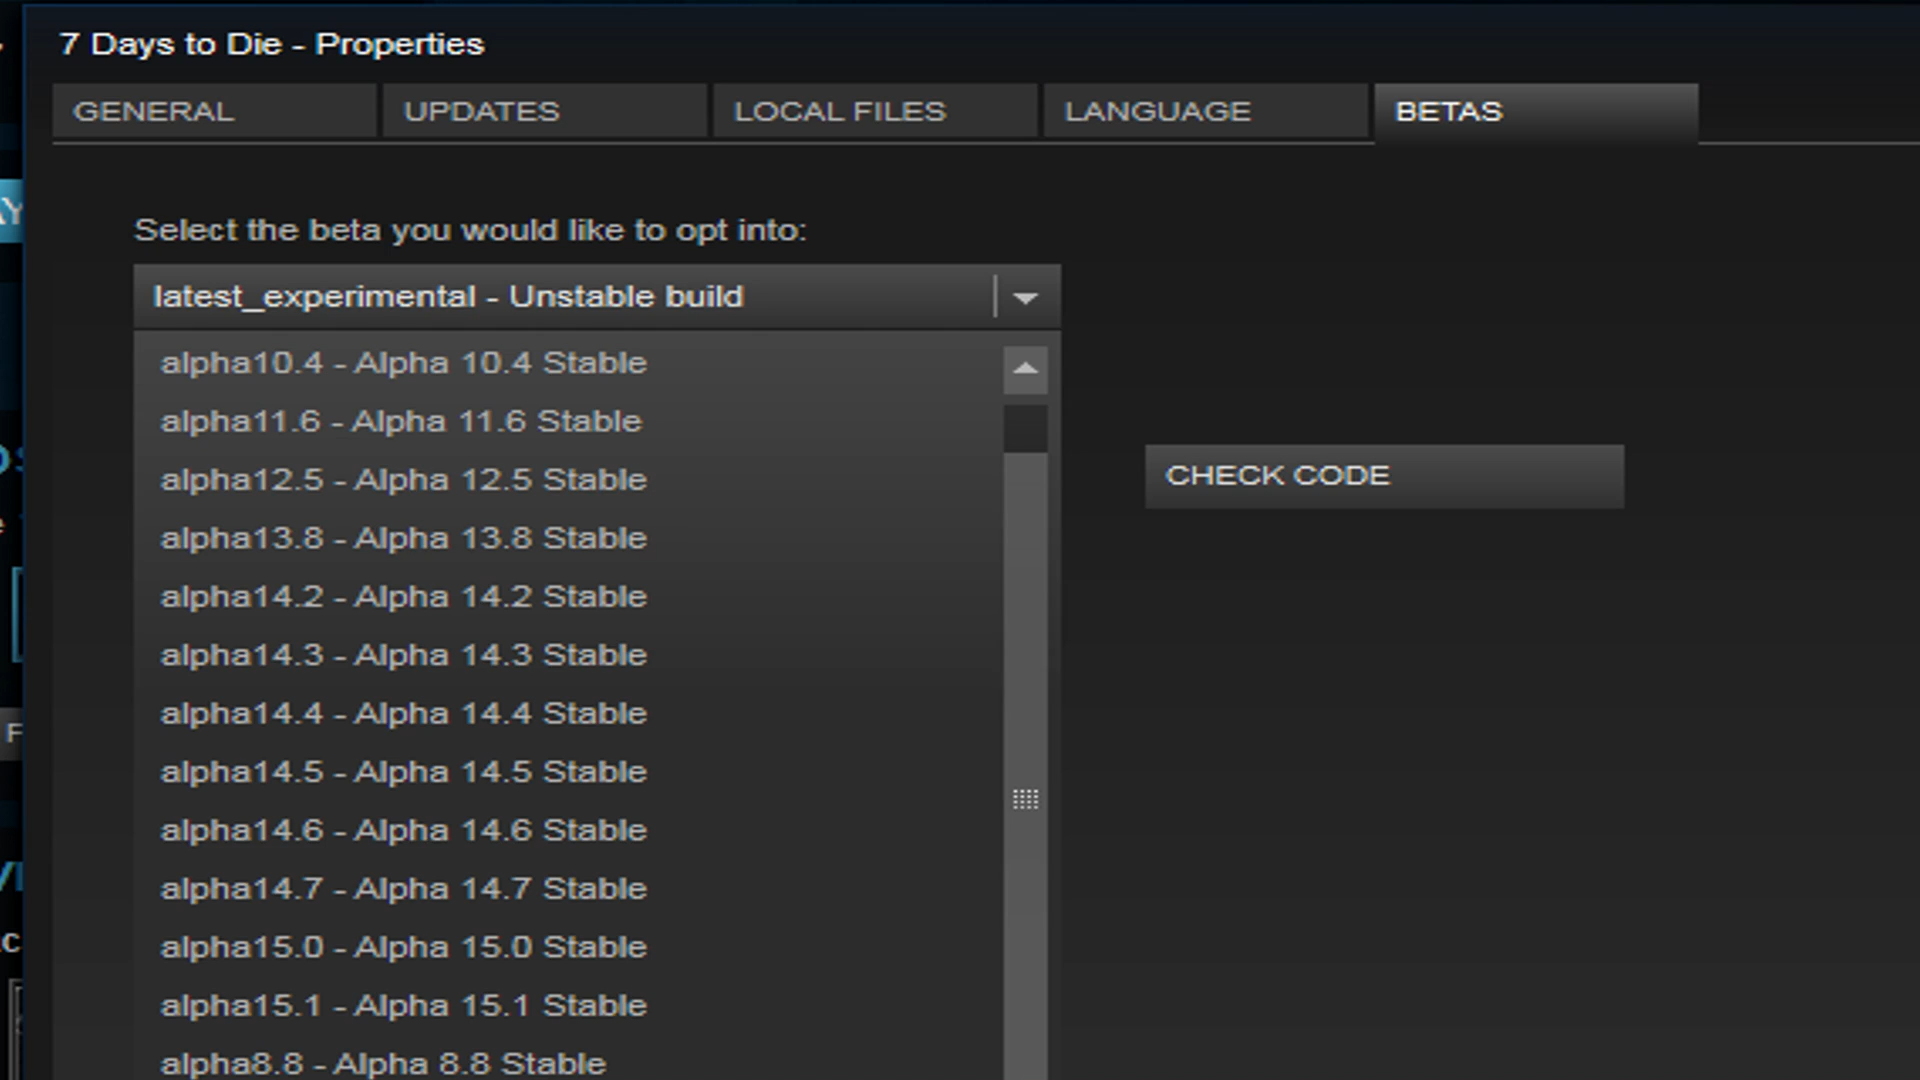 7 Days to Die - Properties
GENERAL
UPDATES
LOCAL FILES
LANGUAGE
BETAS
Select the beta you would like to opt into:
latest_experimental - Unstable build
alpha10.4 - Alpha 10.4 Stable
alpha11.6 - Alpha 11.6 Stable
CHECK CODE
alpha12.5 - Alpha 12.5 Stable
alpha13.8 - Alpha 13.8 Stable
alpha14.2 - Alpha 14.2 Stable
alpha14.3 - Alpha 14.3 Stable
alpha14.4 - Alpha 14.4 Stable
alpha14.5 - Alpha 14.5 Stable
alpha14.6 - Alpha 14.6 Stable
alpha14.7 - Alpha 14.7 Stable
alpha15.0 - Alpha 15.0 Stable
alpha15.1 - Alpha 15.1 Stable
alpha8.8 - Alpha 8.8 Stable